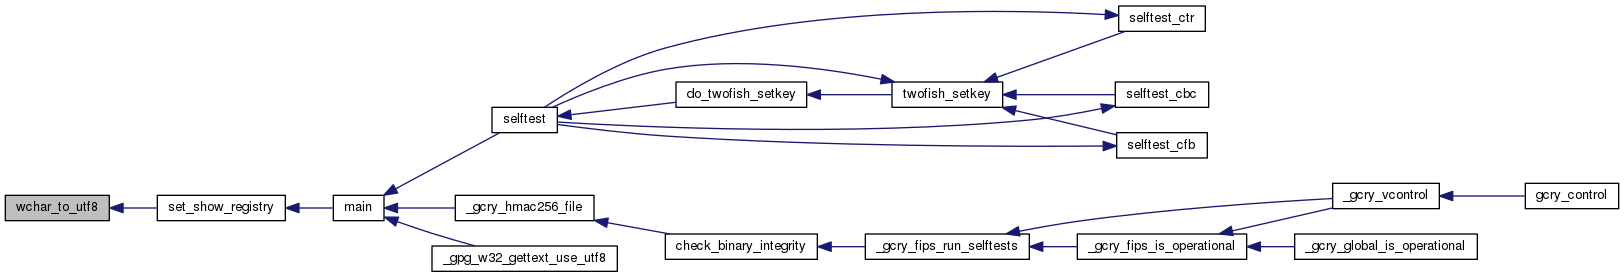 selftest_ctr
do_twofish_setkey
twofish_setkey
selftest_cbc
selftest
selftest_cfb
wchar_to_utf8
set_show_registry
main
_gcry_hmac256_file
_gcry_vcontrol
gcry_control
check_binary_integrity
_gcry_fips_run_selftests
_gcry_fips_is_operational
_gcry_global_is_operational
_gpg_w32_gettext_use_utf8